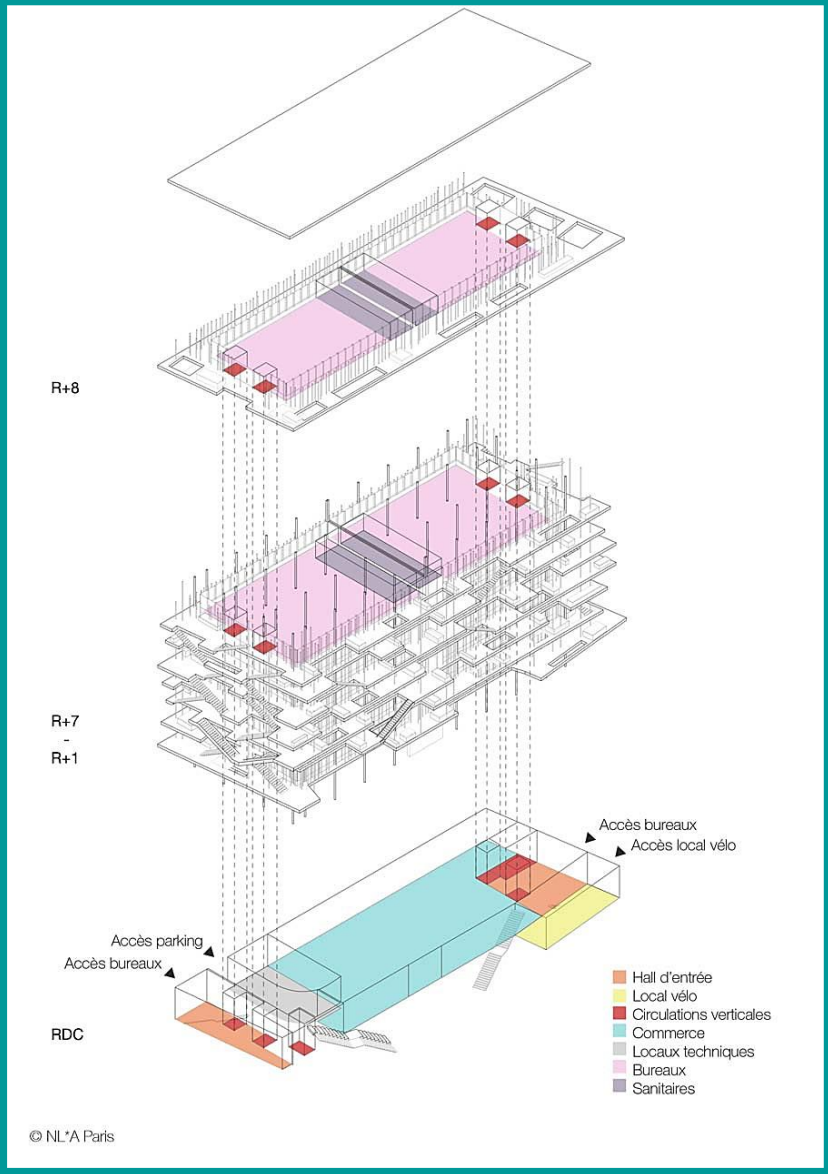 R+8
R+7
-
R+1
Accès bureaux
Accès local vélo
Accès parking
Accès bureaux
RDC
Hall d'entrée
Local vélo
Circulations verticales
Commerce
Locaux techniques
Bureaux
Sanitaires
© NL*A Paris